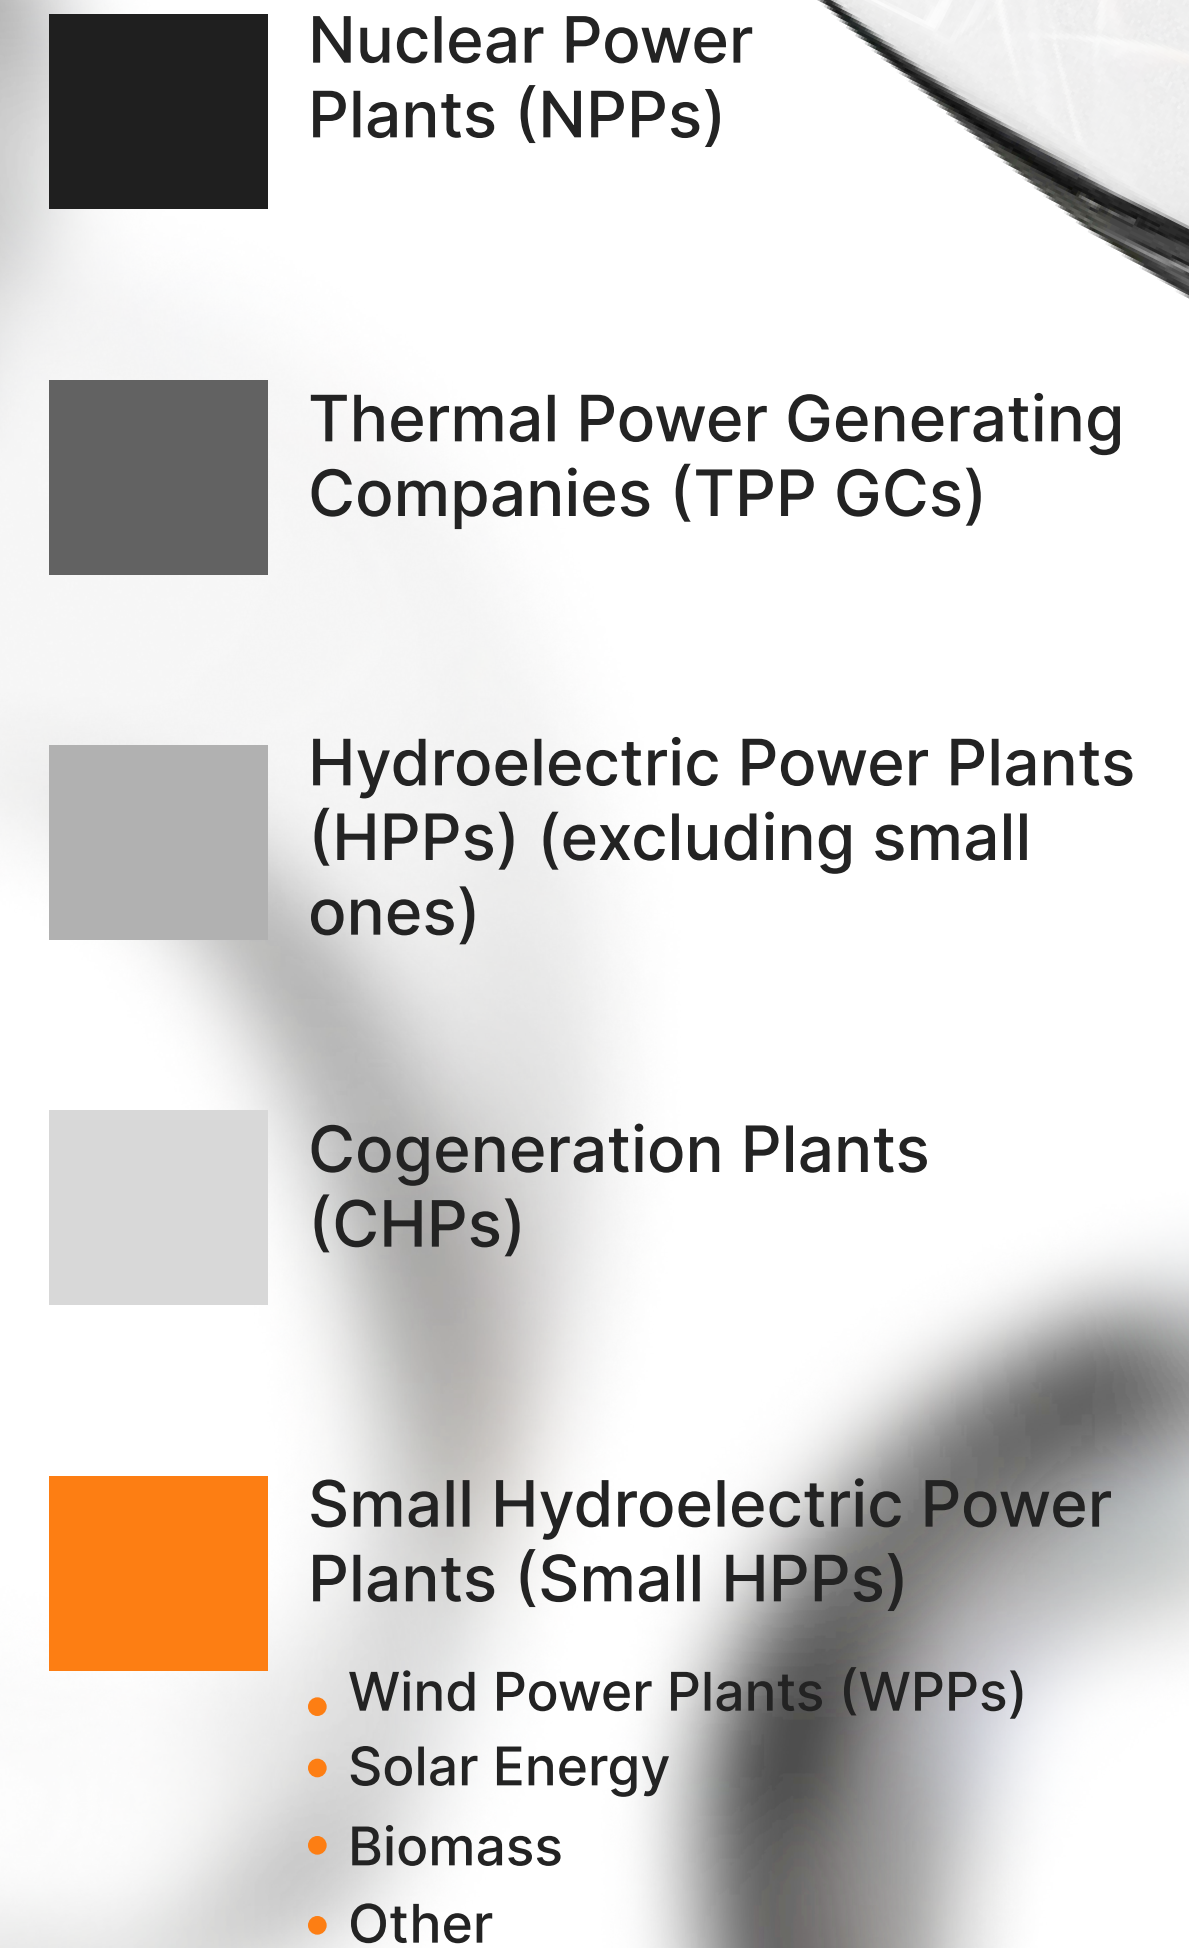 Nuclear Power
Plants (NPPs)
Thermal Power Generating
Companies (TPP GCs)
Hydroelectric Power Plants
(HPPs) (excluding small
ones)
Cogeneration Plants
(CHPs)
Small Hydroelectric Power
Plants (Small HPPs)
Wind Power Plants (WPPs)
Solar Energy
Biomass
Other